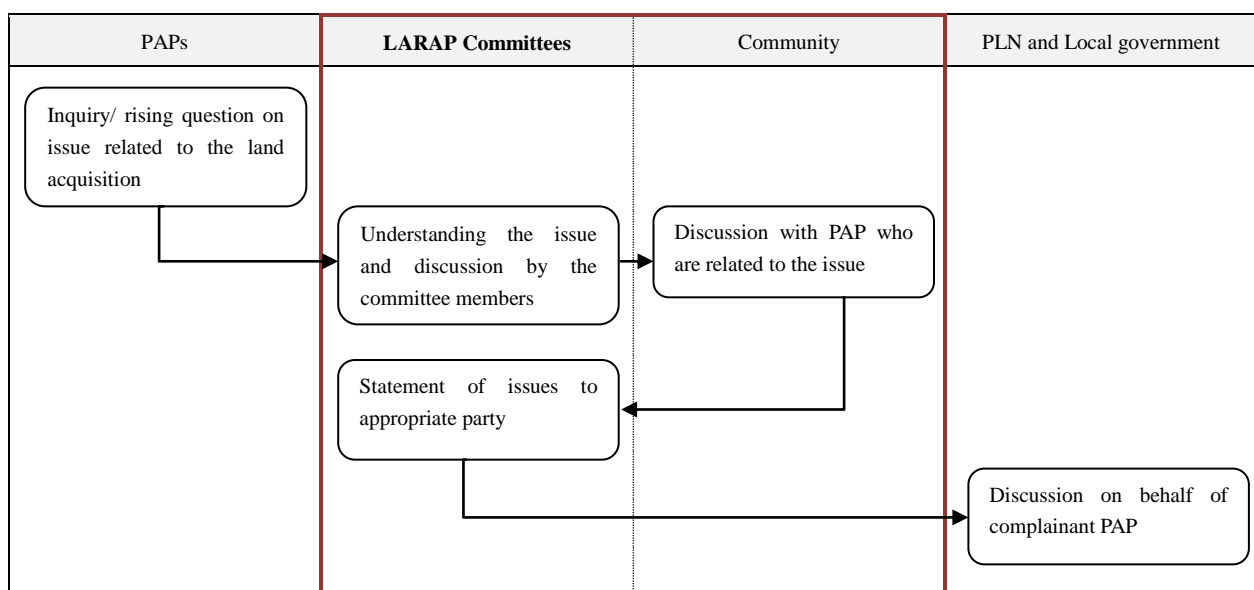 PAPs
LARAP Committees
Community
PLN and Local government
Inquiry/ rising question on
issue related to the land
acquisition
Understanding the issue
and discussion by the
committee members
Discussion with PAP who
are related to the issue
Statement of issues to
appropriate party
Discussion on behalf of
complainant PAP